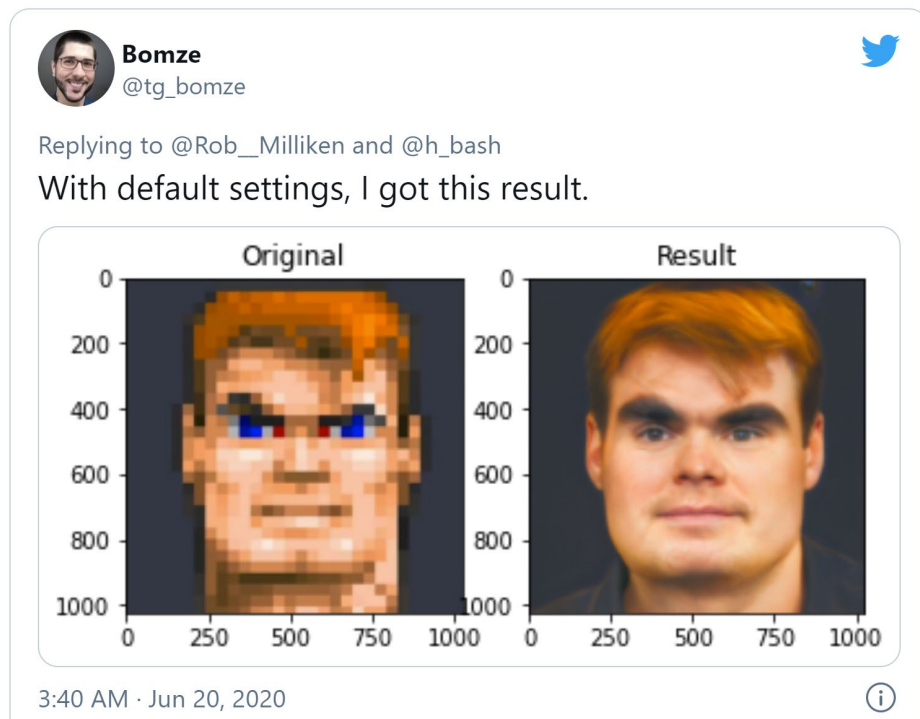 Bomze
@tg_bomze
Replying to @Rob__Milliken and @h_bash
With default settings, I got this result.
Original
Result
0
200
400
600
800
1000
0 250 500 750 1000
0
200
400
600
800
1000
0 250 500 750 1000
3:40 AM · Jun 20, 2020